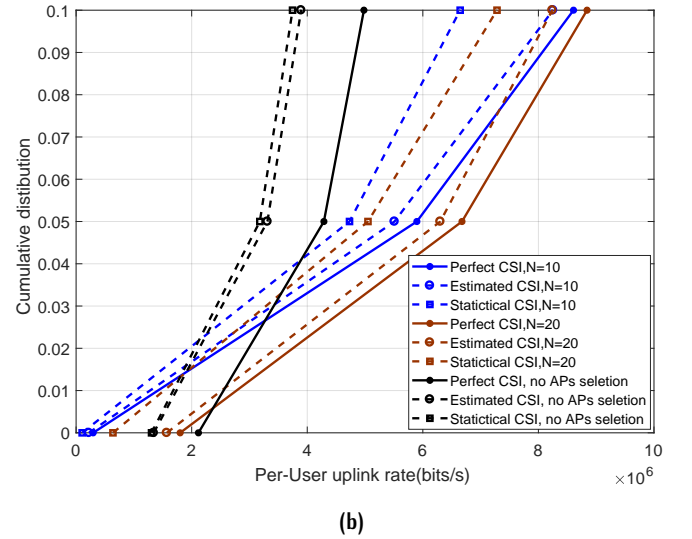 0.1
0.09
0.08
0.07
0.06
0.05
0.04
0.03
0.02
0.01
0
Cumulative distibution
Perfect CSI,N=10
Estimated CSI,N=10
Statictical CSI,N=10
Perfect CSI,N=20
Estimated CSI,N=20
Statictical CSI,N=20
Perfect CSI, no APs seletion
Estimated CSI, no APs seletion
Statictical CSI, no APs seletion
0 2 4 6 8 10
Per-User uplink rate(bits/s)
×10⁶
(b)